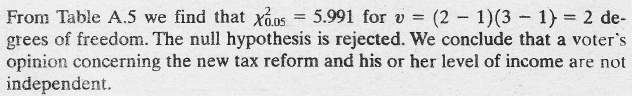 From Table A.5 we find that χ²₀.₀₅ = 5.991 for v = (2 − 1)(3 − 1) = 2 de-
grees of freedom. The null hypothesis is rejected. We conclude that a voter's
opinion concerning the new tax reform and his or her level of income are not
independent.